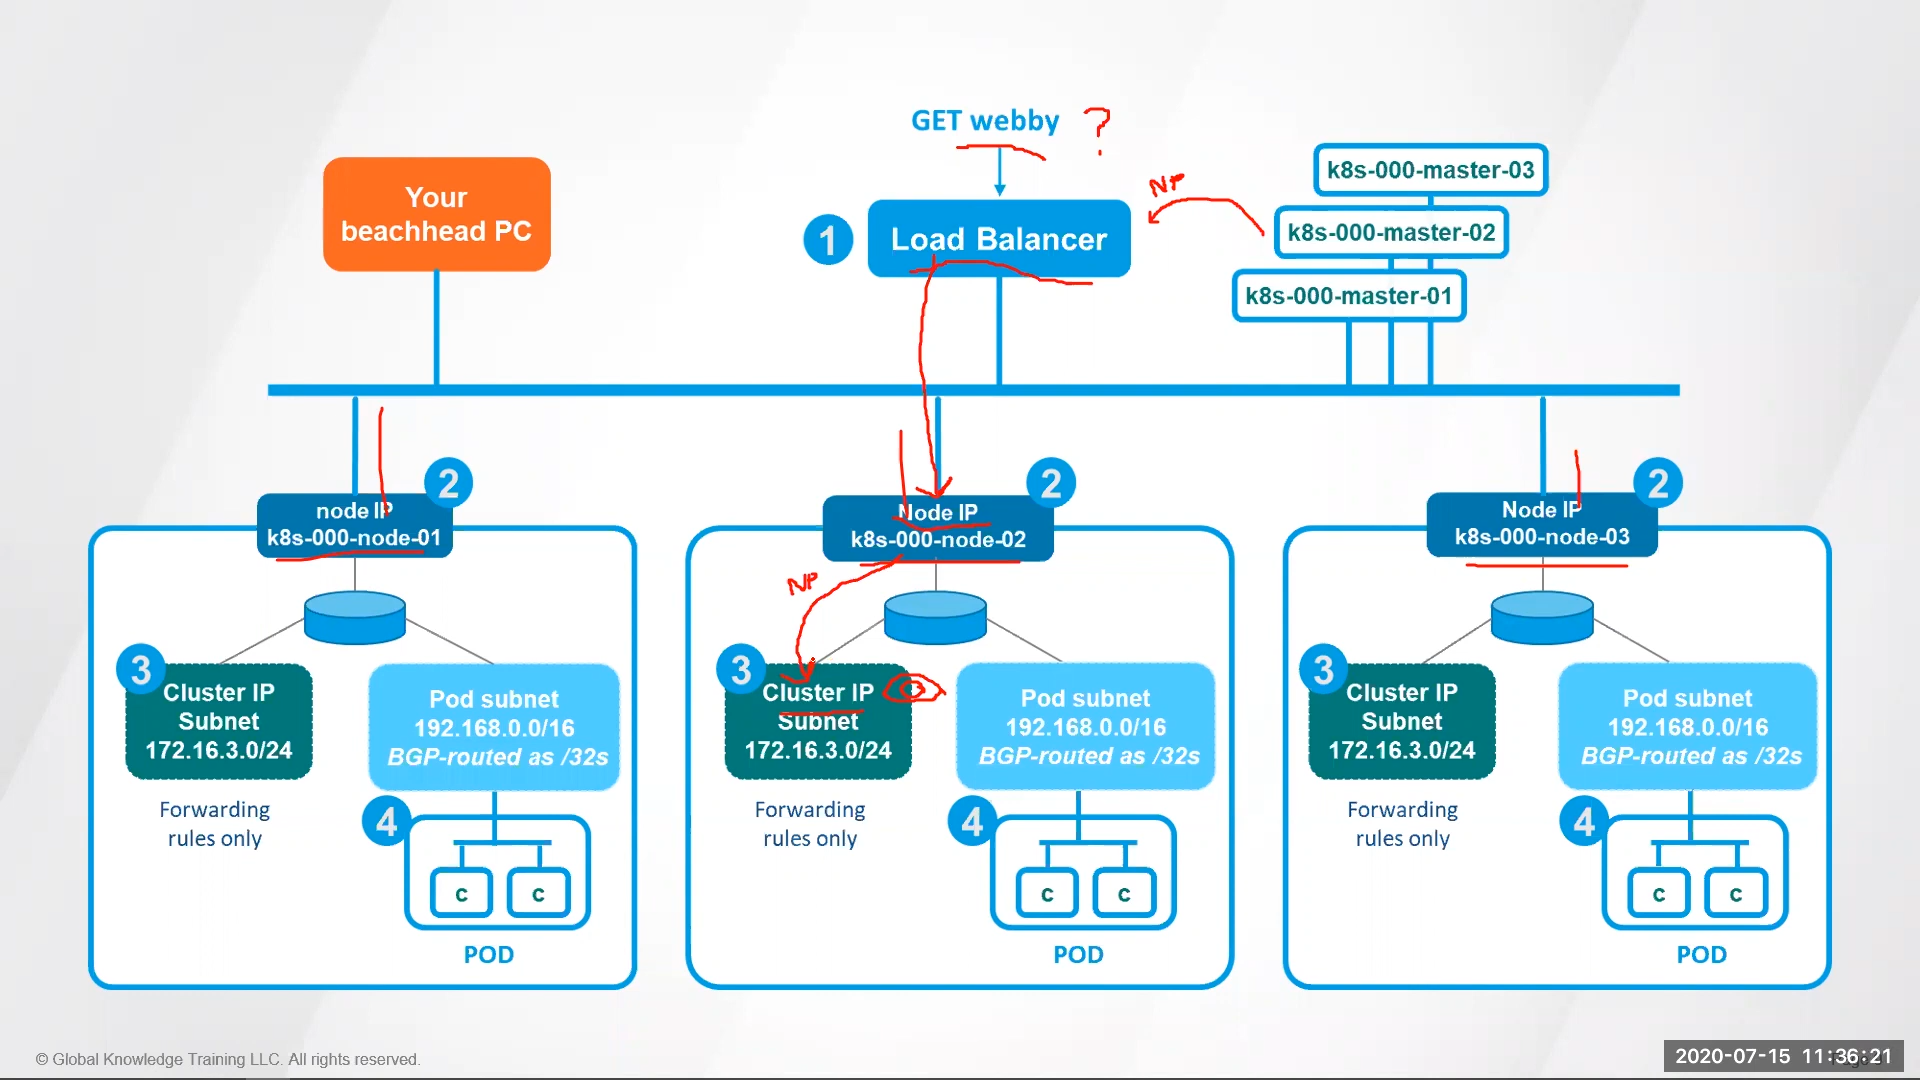 GET webby ?
Your
beachhead PC
1
Load Balancer
NP
k8s-000-master-03
k8s-000-master-02
k8s-000-master-01
2
node IP
k8s-000-node-01
2
Node IP
k8s-000-node-02
2
Node IP
k8s-000-node-03
3
Cluster IP
Subnet
172.16.3.0/24
Forwarding
rules only
Pod subnet
192.168.0.0/16
BGP-routed as /32s
4
c c
POD
NP
3
Cluster IP
Subnet
172.16.3.0/24
Forwarding
rules only
Pod subnet
192.168.0.0/16
BGP-routed as /32s
4
c c
POD
3
Cluster IP
Subnet
172.16.3.0/24
Forwarding
rules only
Pod subnet
192.168.0.0/16
BGP-routed as /32s
4
c c
POD
© Global Knowledge Training LLC. All rights reserved.
2020-07-15 11:36:21